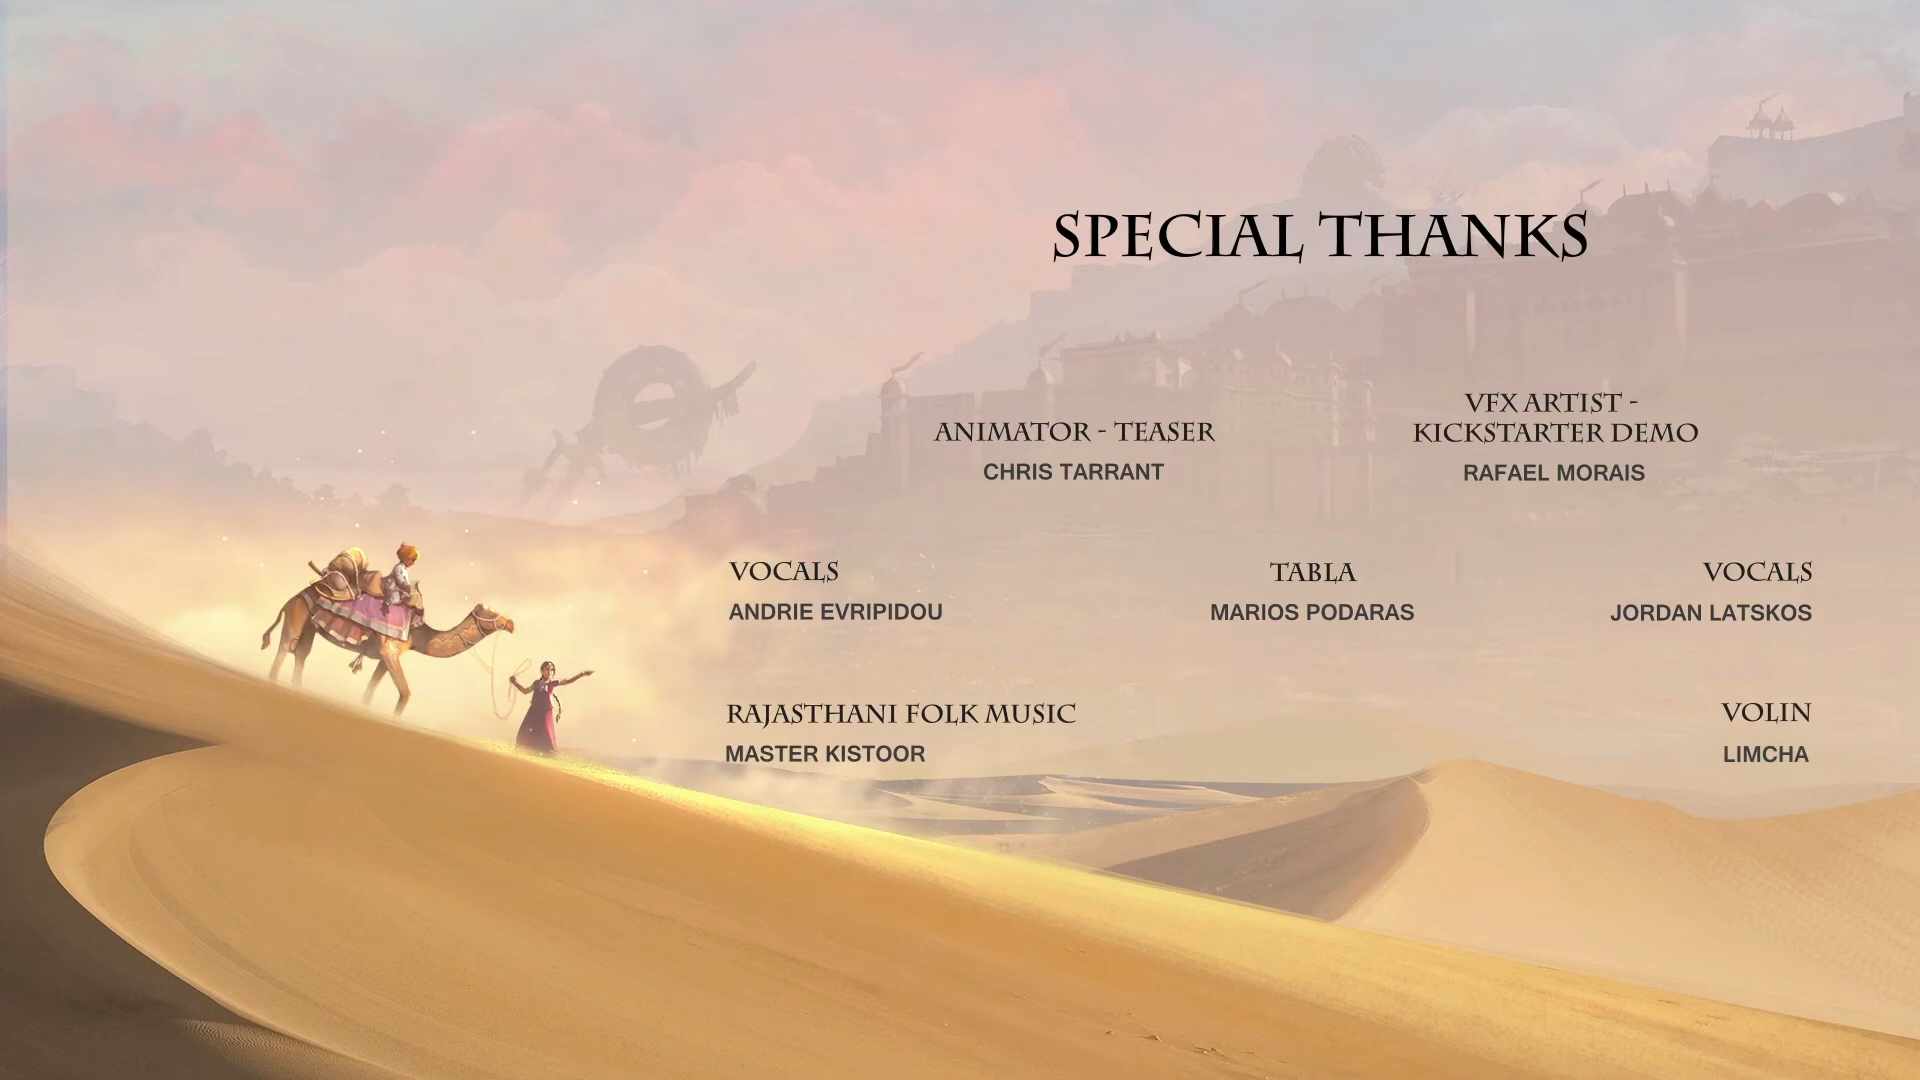 SPECIAL THANKS
ANIMATOR - TEASER
CHRIS TARRANT
VFX ARTIST -
KICKSTARTER DEMO
RAFAEL MORAIS
VOCALS
ANDRIE EVRIPIDOU
TABLA
MARIOS PODARAS
VOCALS
JORDAN LATSKOS
RAJASTHANI FOLK MUSIC
MASTER KISTOOR
VOLIN
LIMCHA